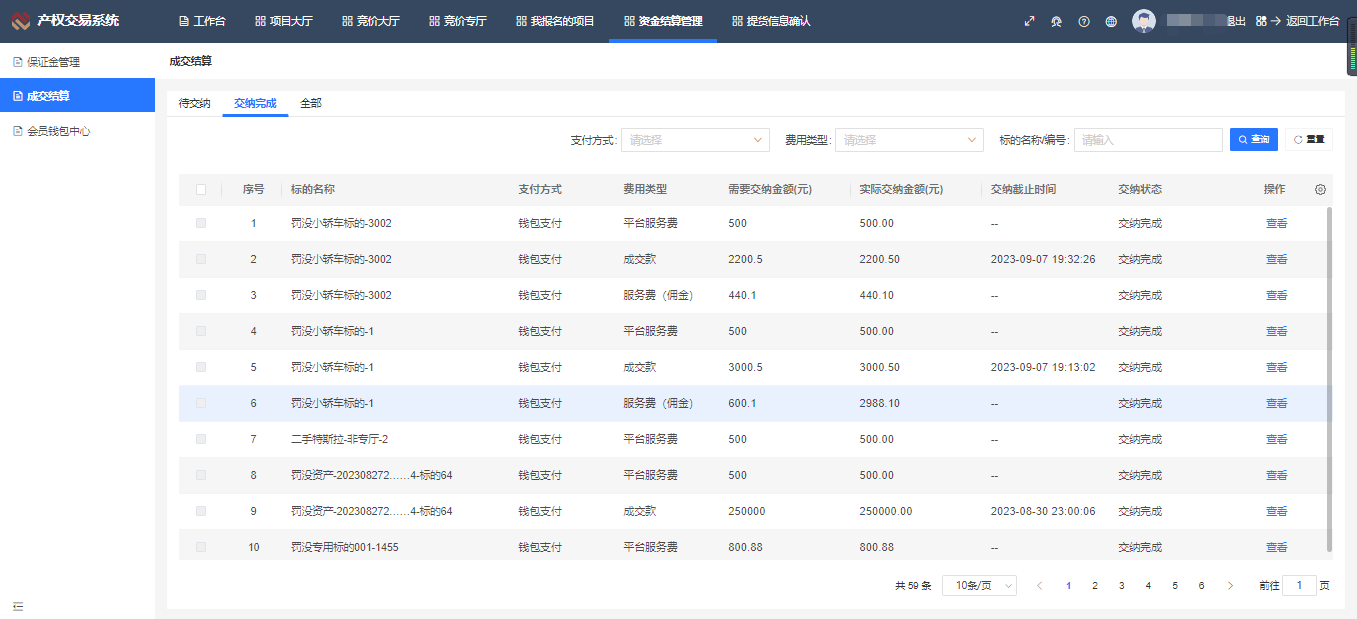 产权交易系统 工作台 项目大厅 竞价大厅 竞价专厅 我报名的项目 资金结算管理 提货信息确认 退出 返回工作台
保证金管理
成交结算
会员钱包中心
成交结算
待交纳 交纳完成 全部
支付方式: 请选择 费用类型: 请选择 标的名称/编号: 请输入 查询 重置
序号 标的名称 支付方式 费用类型 需要交纳金额(元) 实际交纳金额(元) 交纳截止时间 交纳状态 操作
1 罚没小轿车标的-3002 钱包支付 平台服务费 500 500.00 -- 交纳完成 查看
2 罚没小轿车标的-3002 钱包支付 成交款 2200.5 2200.50 2023-09-07 19:32:26 交纳完成 查看
3 罚没小轿车标的-3002 钱包支付 服务费（佣金） 440.1 440.10 -- 交纳完成 查看
4 罚没小轿车标的-1 钱包支付 平台服务费 500 500.00 -- 交纳完成 查看
5 罚没小轿车标的-1 钱包支付 成交款 3000.5 3000.50 2023-09-07 19:13:02 交纳完成 查看
6 罚没小轿车标的-1 钱包支付 服务费（佣金） 600.1 2988.10 -- 交纳完成 查看
7 二手特斯拉-非专厅-2 钱包支付 平台服务费 500 500.00 -- 交纳完成 查看
8 罚没资产-202308272……4-标的64 钱包支付 平台服务费 500 500.00 -- 交纳完成 查看
9 罚没资产-202308272……4-标的64 钱包支付 成交款 250000 250000.00 2023-08-30 23:00:06 交纳完成 查看
10 罚没专用标的001-1455 钱包支付 平台服务费 800.88 800.88 -- 交纳完成 查看
共 59 条 10条/页 1 2 3 4 5 6 前往 1 页